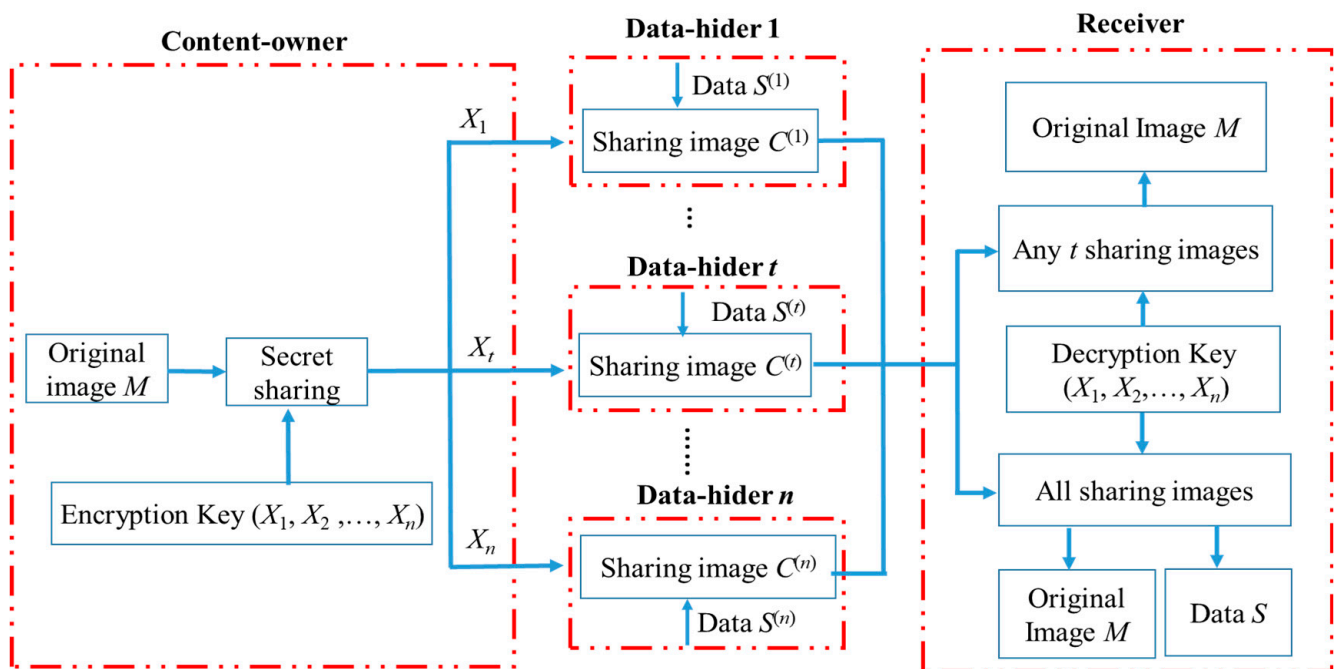 Content-owner
Original
image M
Secret
sharing
Encryption Key (X₁, X₂ ,…, Xₙ)
X₁
Xₜ
Xₙ
Data-hider 1
Data S⁽¹⁾
Sharing image C⁽¹⁾
...
Data-hider t
Data S⁽ᵗ⁾
Sharing image C⁽ᵗ⁾
......
Data-hider n
Sharing image C⁽ⁿ⁾
Data S⁽ⁿ⁾
Receiver
Original Image M
Any t sharing images
Decryption Key
(X₁, X₂,…, Xₙ)
All sharing images
Original
Image M
Data S